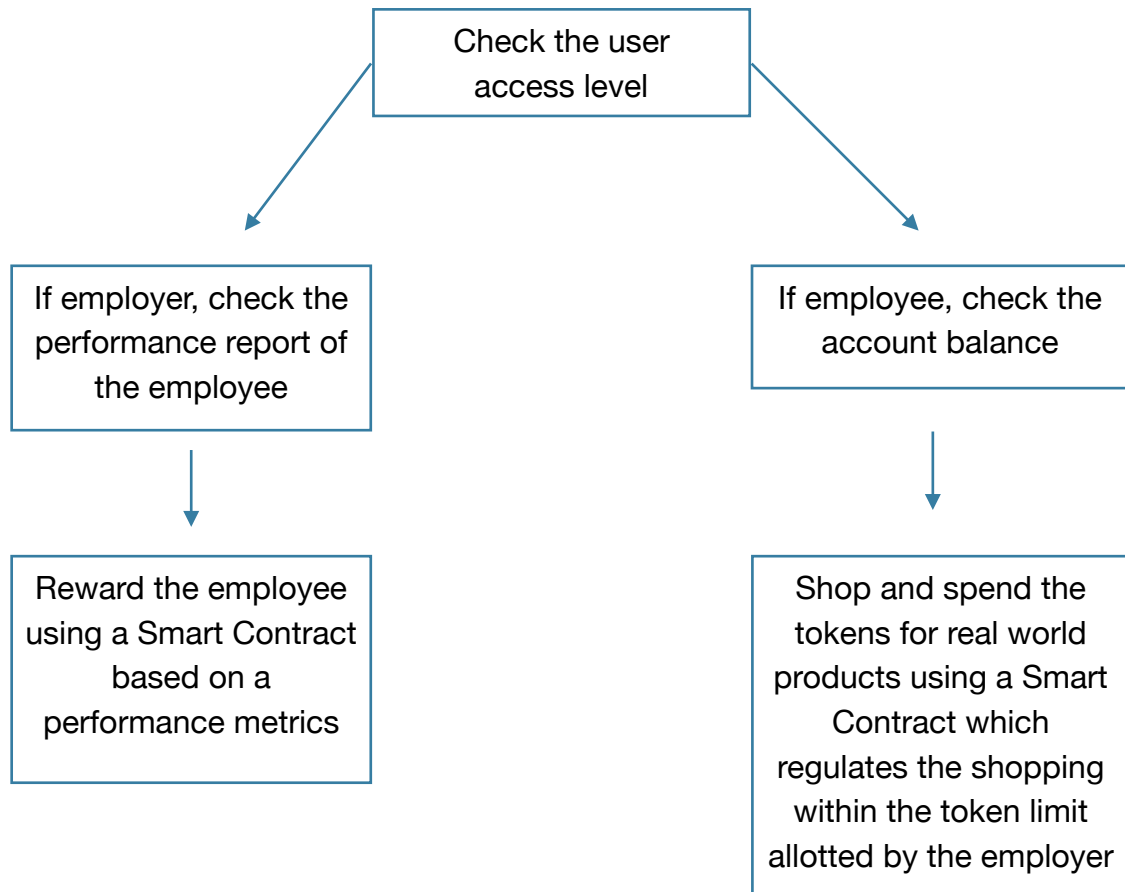 Check the user
access level
If employer, check the
performance report of
the employee
If employee, check the
account balance
Reward the employee
using a Smart Contract
based on a
performance metrics
Shop and spend the
tokens for real world
products using a Smart
Contract which
regulates the shopping
within the token limit
allotted by the employer